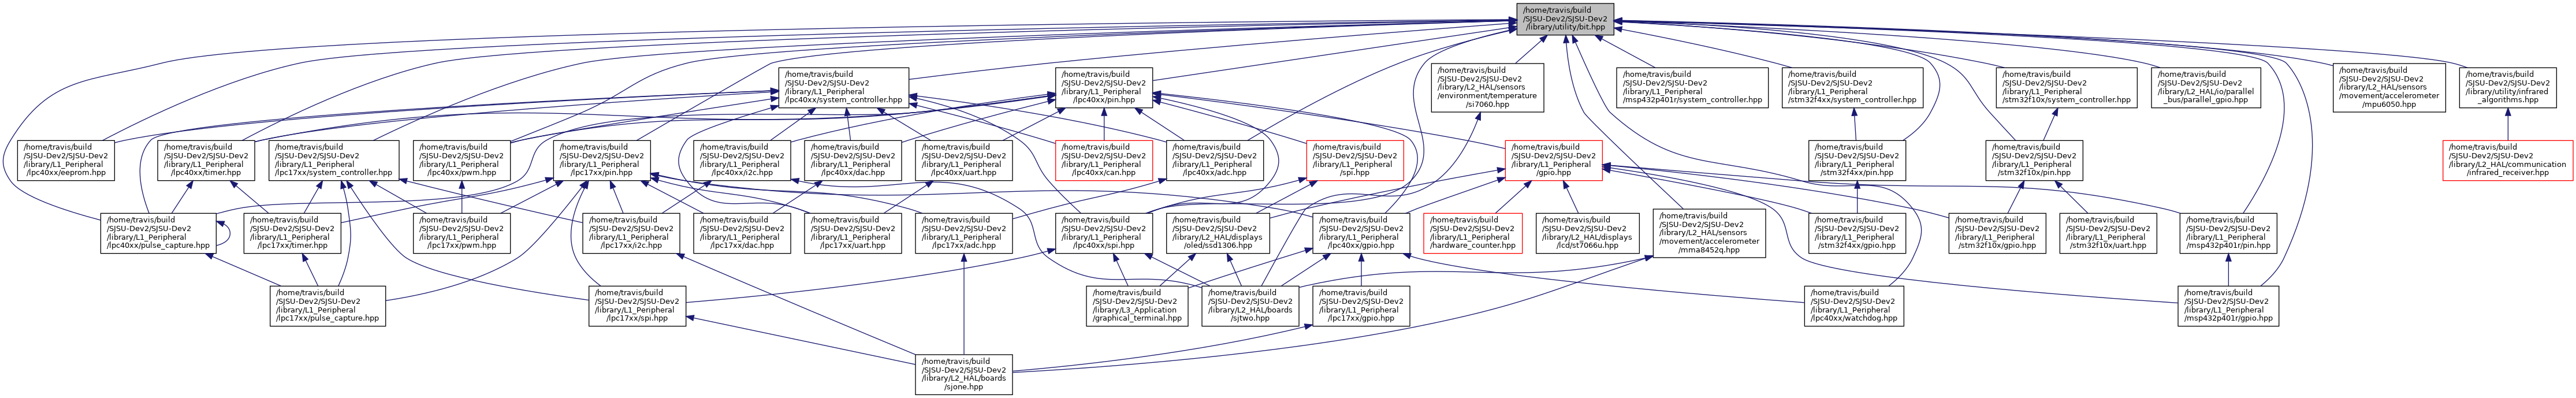 /home/travis/build
/SJSU-Dev2/SJSU-Dev2
/library/utility/bit.hpp
/home/travis/build
/SJSU-Dev2/SJSU-Dev2
/library/L1_Peripheral
/lpc40xx/system_controller.hpp
/home/travis/build
/SJSU-Dev2/SJSU-Dev2
/library/L1_Peripheral
/lpc40xx/pin.hpp
/home/travis/build
/SJSU-Dev2/SJSU-Dev2
/library/L2_HAL/sensors
/environment/temperature
/si7060.hpp
/home/travis/build
/SJSU-Dev2/SJSU-Dev2
/library/L1_Peripheral
/msp432p401r/system_controller.hpp
/home/travis/build
/SJSU-Dev2/SJSU-Dev2
/library/L1_Peripheral
/stm32f4xx/system_controller.hpp
/home/travis/build
/SJSU-Dev2/SJSU-Dev2
/library/L1_Peripheral
/stm32f10x/system_controller.hpp
/home/travis/build
/SJSU-Dev2/SJSU-Dev2
/library/L2_HAL/io/parallel
_bus/parallel_gpio.hpp
/home/travis/build
/SJSU-Dev2/SJSU-Dev2
/library/L2_HAL/sensors
/movement/accelerometer
/mpu6050.hpp
/home/travis/build
/SJSU-Dev2/SJSU-Dev2
/library/utility/infrared
_algorithms.hpp
/home/travis/build
/SJSU-Dev2/SJSU-Dev2
/library/L1_Peripheral
/lpc40xx/eeprom.hpp
/home/travis/build
/SJSU-Dev2/SJSU-Dev2
/library/L1_Peripheral
/lpc40xx/timer.hpp
/home/travis/build
/SJSU-Dev2/SJSU-Dev2
/library/L1_Peripheral
/lpc17xx/system_controller.hpp
/home/travis/build
/SJSU-Dev2/SJSU-Dev2
/library/L1_Peripheral
/lpc40xx/pwm.hpp
/home/travis/build
/SJSU-Dev2/SJSU-Dev2
/library/L1_Peripheral
/lpc17xx/pin.hpp
/home/travis/build
/SJSU-Dev2/SJSU-Dev2
/library/L1_Peripheral
/lpc40xx/i2c.hpp
/home/travis/build
/SJSU-Dev2/SJSU-Dev2
/library/L1_Peripheral
/lpc40xx/dac.hpp
/home/travis/build
/SJSU-Dev2/SJSU-Dev2
/library/L1_Peripheral
/lpc40xx/uart.hpp
/home/travis/build
/SJSU-Dev2/SJSU-Dev2
/library/L1_Peripheral
/lpc40xx/can.hpp
/home/travis/build
/SJSU-Dev2/SJSU-Dev2
/library/L1_Peripheral
/lpc40xx/adc.hpp
/home/travis/build
/SJSU-Dev2/SJSU-Dev2
/library/L1_Peripheral
/spi.hpp
/home/travis/build
/SJSU-Dev2/SJSU-Dev2
/library/L1_Peripheral
/gpio.hpp
/home/travis/build
/SJSU-Dev2/SJSU-Dev2
/library/L1_Peripheral
/stm32f4xx/pin.hpp
/home/travis/build
/SJSU-Dev2/SJSU-Dev2
/library/L1_Peripheral
/stm32f10x/pin.hpp
/home/travis/build
/SJSU-Dev2/SJSU-Dev2
/library/L2_HAL/communication
/infrared_receiver.hpp
/home/travis/build
/SJSU-Dev2/SJSU-Dev2
/library/L1_Peripheral
/lpc40xx/pulse_capture.hpp
/home/travis/build
/SJSU-Dev2/SJSU-Dev2
/library/L1_Peripheral
/lpc17xx/timer.hpp
/home/travis/build
/SJSU-Dev2/SJSU-Dev2
/library/L1_Peripheral
/lpc17xx/pwm.hpp
/home/travis/build
/SJSU-Dev2/SJSU-Dev2
/library/L1_Peripheral
/lpc17xx/i2c.hpp
/home/travis/build
/SJSU-Dev2/SJSU-Dev2
/library/L1_Peripheral
/lpc17xx/dac.hpp
/home/travis/build
/SJSU-Dev2/SJSU-Dev2
/library/L1_Peripheral
/lpc17xx/uart.hpp
/home/travis/build
/SJSU-Dev2/SJSU-Dev2
/library/L1_Peripheral
/lpc17xx/adc.hpp
/home/travis/build
/SJSU-Dev2/SJSU-Dev2
/library/L1_Peripheral
/lpc40xx/spi.hpp
/home/travis/build
/SJSU-Dev2/SJSU-Dev2
/library/L2_HAL/displays
/oled/ssd1306.hpp
/home/travis/build
/SJSU-Dev2/SJSU-Dev2
/library/L1_Peripheral
/lpc40xx/gpio.hpp
/home/travis/build
/SJSU-Dev2/SJSU-Dev2
/library/L1_Peripheral
/hardware_counter.hpp
/home/travis/build
/SJSU-Dev2/SJSU-Dev2
/library/L2_HAL/displays
/lcd/st7066u.hpp
/home/travis/build
/SJSU-Dev2/SJSU-Dev2
/library/L2_HAL/sensors
/movement/accelerometer
/mma8452q.hpp
/home/travis/build
/SJSU-Dev2/SJSU-Dev2
/library/L1_Peripheral
/stm32f4xx/gpio.hpp
/home/travis/build
/SJSU-Dev2/SJSU-Dev2
/library/L1_Peripheral
/stm32f10x/gpio.hpp
/home/travis/build
/SJSU-Dev2/SJSU-Dev2
/library/L1_Peripheral
/stm32f10x/uart.hpp
/home/travis/build
/SJSU-Dev2/SJSU-Dev2
/library/L1_Peripheral
/msp432p401r/pin.hpp
/home/travis/build
/SJSU-Dev2/SJSU-Dev2
/library/L1_Peripheral
/lpc17xx/pulse_capture.hpp
/home/travis/build
/SJSU-Dev2/SJSU-Dev2
/library/L1_Peripheral
/lpc17xx/spi.hpp
/home/travis/build
/SJSU-Dev2/SJSU-Dev2
/library/L3_Application
/graphical_terminal.hpp
/home/travis/build
/SJSU-Dev2/SJSU-Dev2
/library/L2_HAL/boards
/sjtwo.hpp
/home/travis/build
/SJSU-Dev2/SJSU-Dev2
/library/L1_Peripheral
/lpc17xx/gpio.hpp
/home/travis/build
/SJSU-Dev2/SJSU-Dev2
/library/L1_Peripheral
/lpc40xx/watchdog.hpp
/home/travis/build
/SJSU-Dev2/SJSU-Dev2
/library/L1_Peripheral
/msp432p401r/gpio.hpp
/home/travis/build
/SJSU-Dev2/SJSU-Dev2
/library/L2_HAL/boards
/sjone.hpp